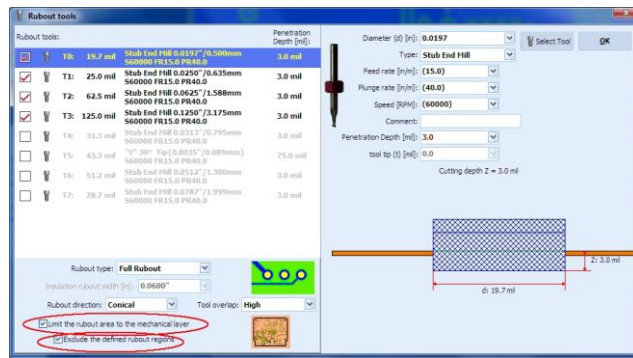 Rubout tools
Rubout tools:
Penetration
Depth [mil]:
T0: 19.7 mil Stub End Mill 0.0197"/0.500mm 3.0 mil
S60000 FR15.0 PR40.0
T1: 25.0 mil Stub End Mill 0.0250"/0.635mm 3.0 mil
S60000 FR15.0 PR40.0
T2: 62.5 mil Stub End Mill 0.0625"/1.588mm 3.0 mil
S60000 FR15.0 PR40.0
T3: 125.0 mil Stub End Mill 0.1250"/3.175mm 3.0 mil
S60000 FR15.0 PR40.0
T4: 31.3 mil Stub End Mill 0.0313"/0.795mm 3.0 mil
S60000 FR15.0 PR40.0
T5: 43.3 mil "V" 30° Tip(0.0035"/0.089mm) 75.0 mil
S60000 FR15.0 PR40.0
T6: 51.2 mil Stub End Mill 0.0512"/1.300mm 3.0 mil
S60000 FR15.0 PR40.0
T7: 78.7 mil Stub End Mill 0.0787"/1.999mm 3.0 mil
S60000 FR15.0 PR40.0
Rubout type: Full Rubout
Insulation rubout width [in]: 0.0600"
Rubout direction: Conical Tool overlap: High
Limit the rubout area to the mechanical layer
Exclude the defined rubout regions
Diameter (d) [in]: 0.0197
Select Tool
OK
Type: Stub End Mill
Feed rate [in/m]: (15.0)
Plunge rate [in/m]: (40.0)
Speed [RPM]: (60000)
Comment:
Penetration Depth [mil]: 3.0
tool tip (t) [mil]: 0.0
Cutting depth Z = 3.0 mil
Z: 3.0 mil
d: 19.7 mil